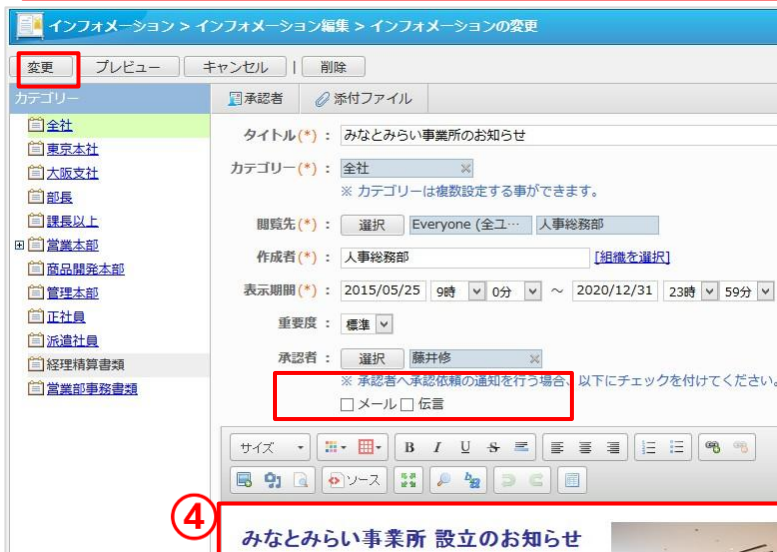 インフォメーション > インフォメーション編集 > インフォメーションの変更
変更 プレビュー キャンセル | 削除
カテゴリー
全社
東京本社
大阪支社
部長
課長以上
営業本部
商品開発本部
管理本部
正社員
派遣社員
経理精算書類
営業部事務書類
承認者 添付ファイル
タイトル(*) : みなとみらい事業所のお知らせ
カテゴリー(*) : 全社
※ カテゴリーは複数設定する事ができます。
閲覧先(*) : 選択 Everyone (全ユ… 人事総務部
作成者(*) : 人事総務部 [組織を選択]
表示期間(*) : 2015/05/25 9時 0分 ～ 2020/12/31 23時 59分
重要度 : 標準
承認者 : 選択 藤井修
※ 承認者へ承認依頼の通知を行う場合、以下にチェックを付けてください。
メール 伝言
サイズ B I U S
ソース
④
みなとみらい事業所 設立のお知らせ